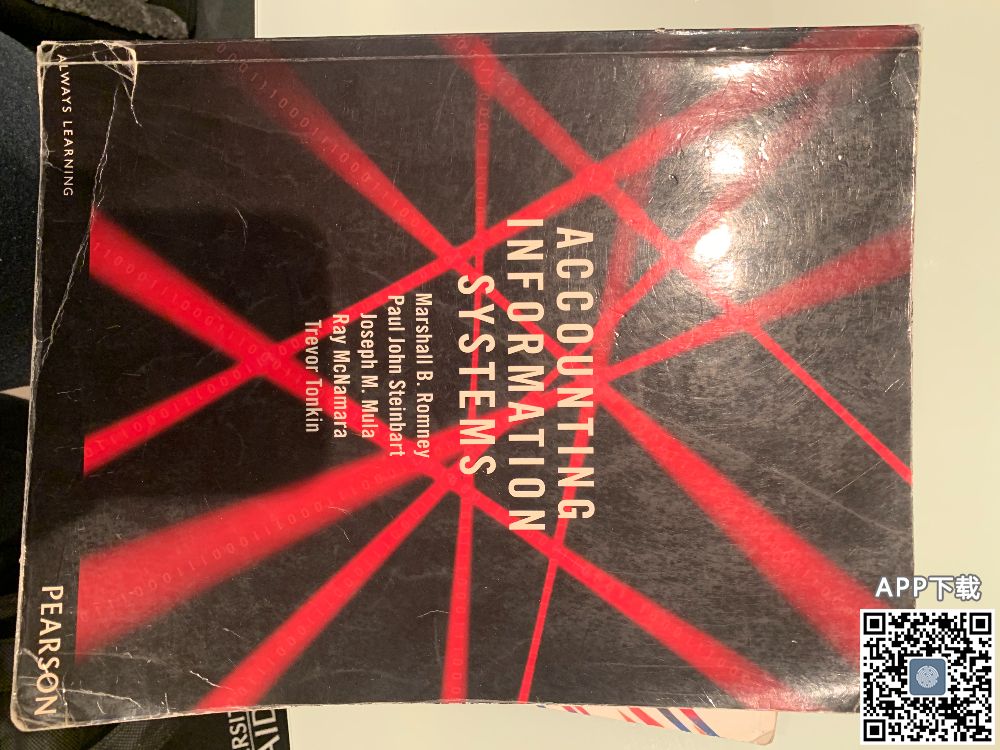 ACCOUNTING
INFORMATION
SYSTEMS
Marshall B. Romney
Paul John Steinbart
Joseph M. Mula
Ray McNamara
Trevor Tonkin
ALWAYS LEARNING
PEARSON
APP下载